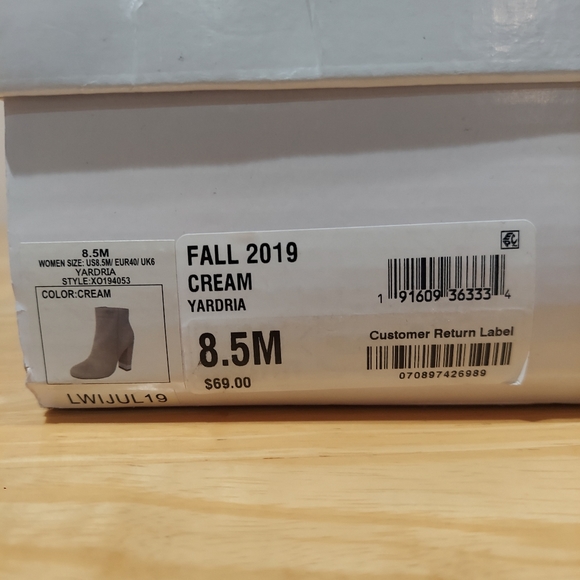 8.5M
WOMEN SIZE: US8.5M/ EUR40/ UK6
YARDRIA
STYLE:XO194053
COLOR:CREAM
LWIJUL19
FALL 2019
CREAM
YARDRIA
1 91609 36333 4
8.5M
$69.00
Customer Return Label
070897426989